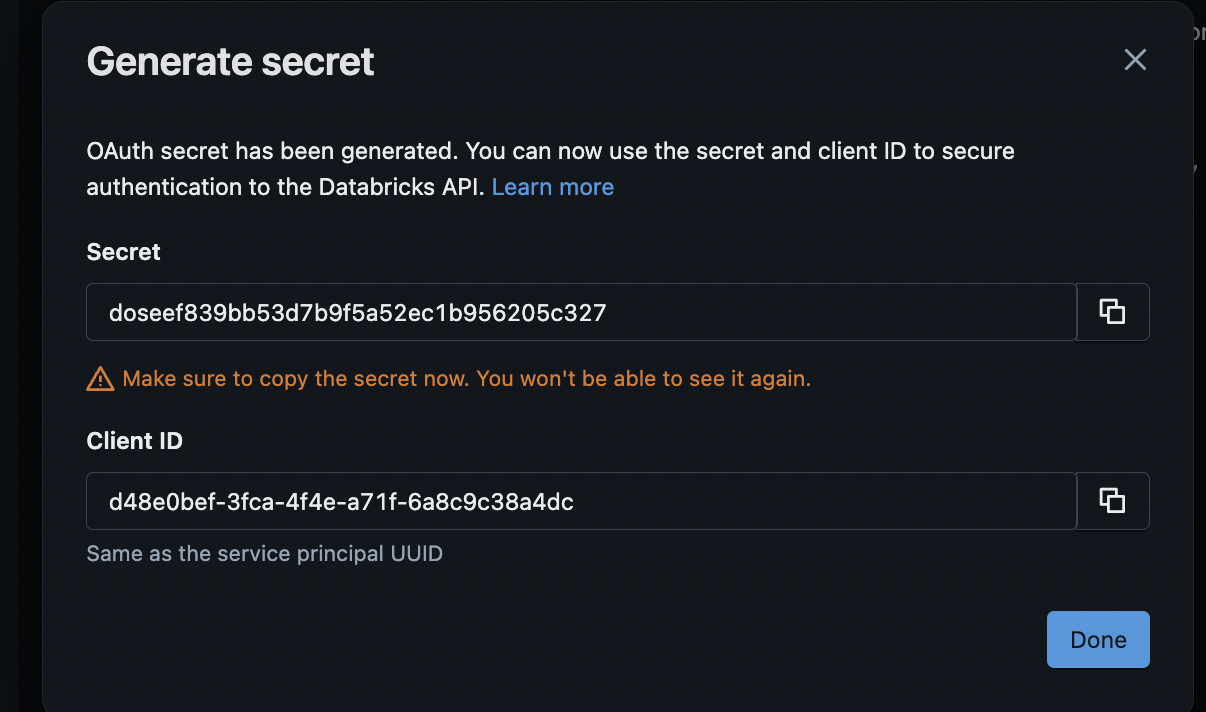 Generate secret
OAuth secret has been generated. You can now use the secret and client ID to secure
authentication to the Databricks API. Learn more
Secret
doseef839bb53d7b9f5a52ec1b956205c327
Make sure to copy the secret now. You won't be able to see it again.
Client ID
d48e0bef-3fca-4f4e-a71f-6a8c9c38a4dc
Same as the service principal UUID
Done